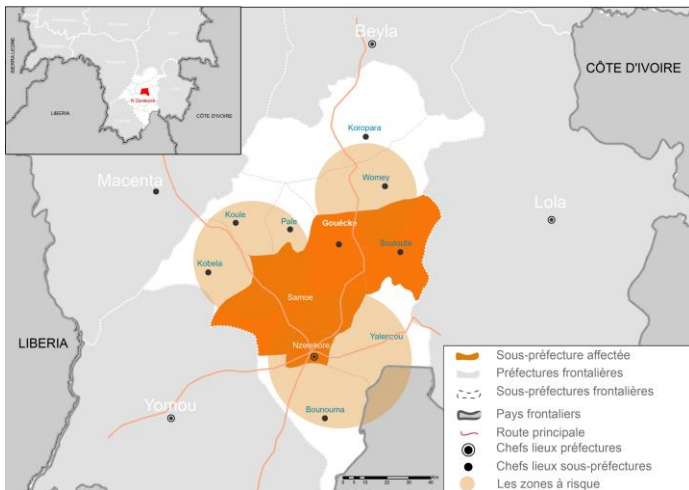 SIERRA LEONE
N'Zérékoré
LIBERIA
CÔTE D'IVOIRE
Beyla
CÔTE D'IVOIRE
Koropara
Womey
Macenta
Koule
Pale
Gouécke
Lola
Soulouta
Kobela
Samoe
LIBERIA
Yalenzou
Nzerekore
Yomou
Bounouma
Sous-préfecture affectée
Préfectures frontalières
Sous-préfectures frontalières
Pays frontaliers
Route principale
Chefs lieux préfectures
Chefs lieux sous-préfectures
Les zones à risque